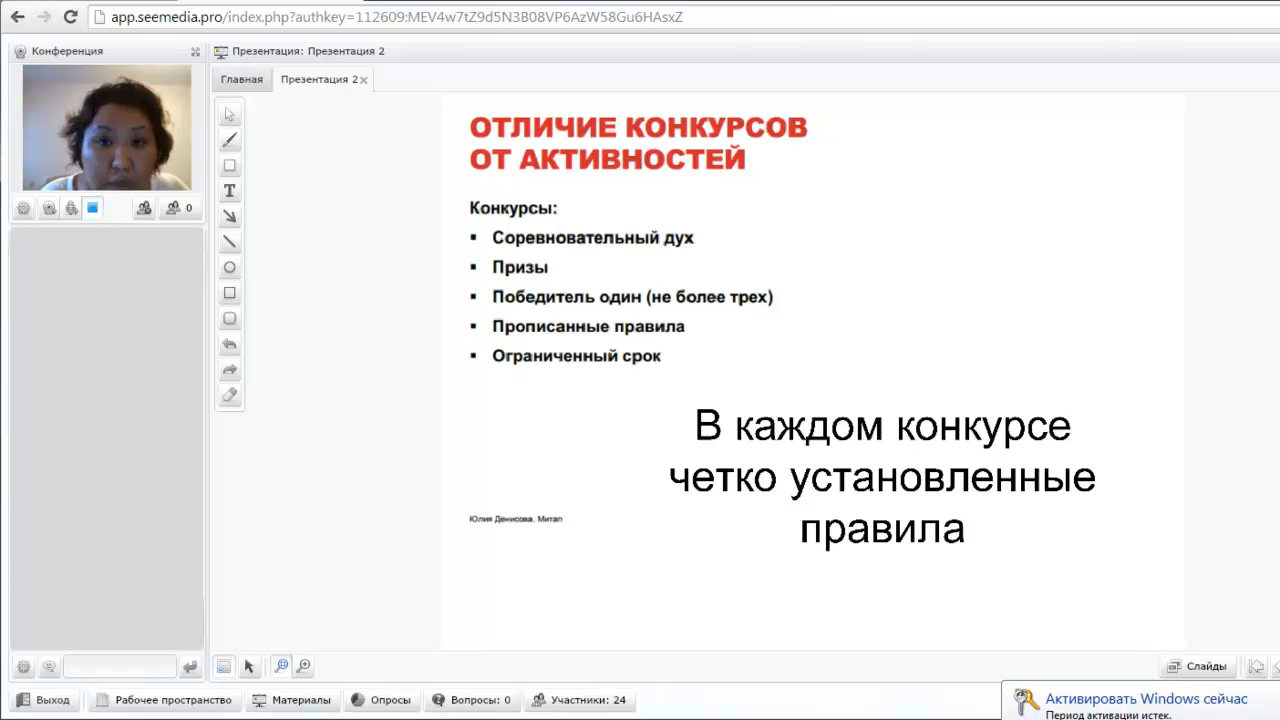 app.seemedia.pro/index.php?authkey=112609:MEV4w7tZ9d5N3B08VP6AzW58Gu6HAsxZ
Конференция
Презентация: Презентация 2
Главная
Презентация 2
ОТЛИЧИЕ КОНКУРСОВ
ОТ АКТИВНОСТЕЙ
Конкурсы:
▪ Соревновательный дух
▪ Призы
▪ Победитель один (не более трех)
▪ Прописанные правила
▪ Ограниченный срок
0
T
В каждом конкурсе
четко установленные
правила
Юлия Денисова. Митап
Слайды
Выход
Рабочее пространство
Материалы
Опросы
Вопросы: 0
Участники: 24
Активировать Windows сейчас
Период активации истек.